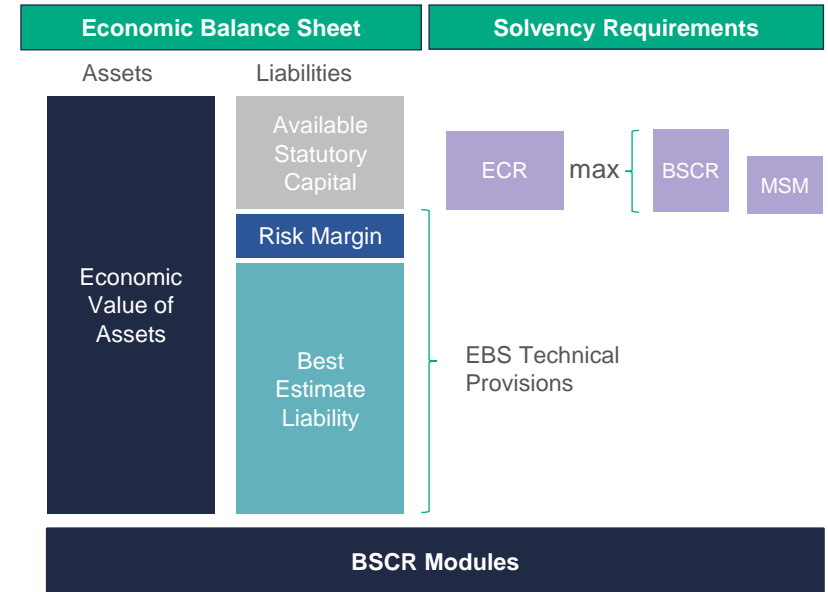 Economic Balance Sheet
Solvency Requirements
Assets
Liabilities
Economic
Value of
Assets
Available
Statutory
Capital
Risk Margin
Best
Estimate
Liability
ECR
max
BSCR
MSM
EBS Technical
Provisions
BSCR Modules